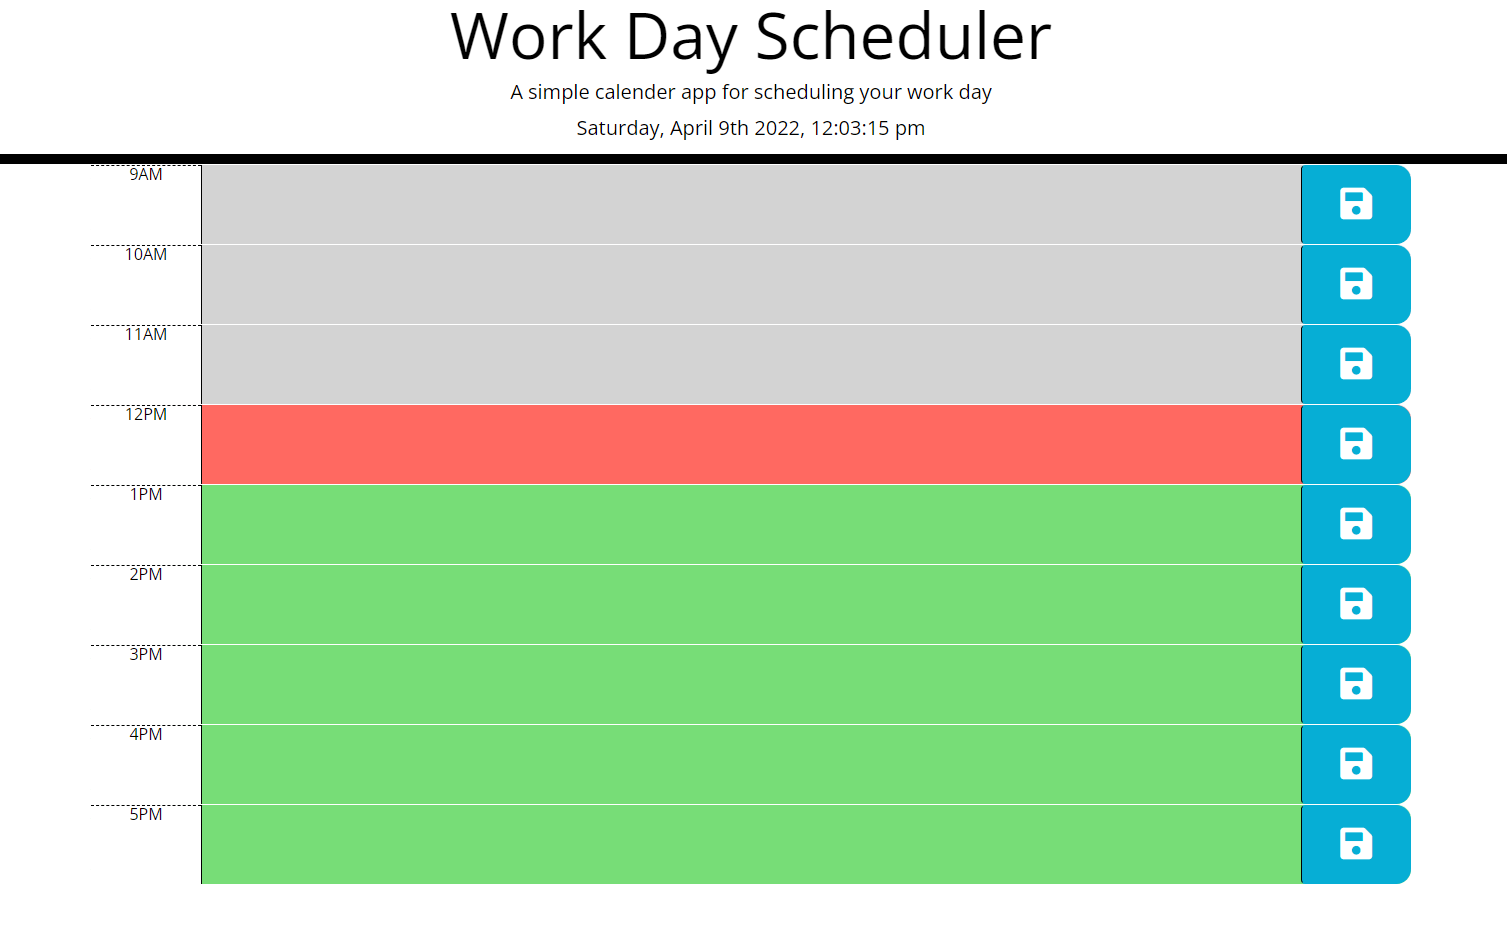 Work Day Scheduler
A simple calender app for scheduling your work day
Saturday, April 9th 2022, 12:03:15 pm
9AM
10AM
11AM
12PM
1PM
2PM
3PM
4PM
5PM